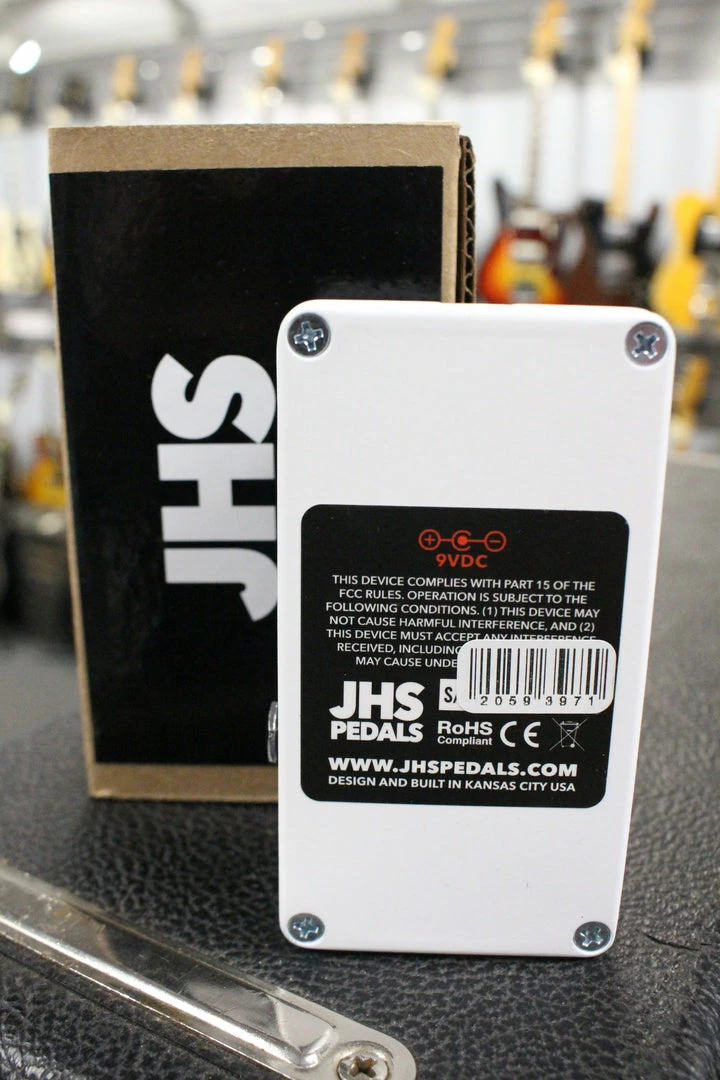 JHS
9VDC
THIS DEVICE COMPLIES WITH PART 15 OF THE
FCC RULES. OPERATION IS SUBJECT TO THE
FOLLOWING CONDITIONS. (1) THIS DEVICE MAY
NOT CAUSE HARMFUL INTERFERENCE, AND (2)
THIS DEVICE MUST ACCEPT ANY INTERFERENCE
RECEIVED, INCLUDING
MAY CAUSE
2059 3971
JHS
PEDALS
RoHS
Compliant
CE
WWW.JHSPEDALS.COM
DESIGN AND BUILT IN KANSAS CITY USA